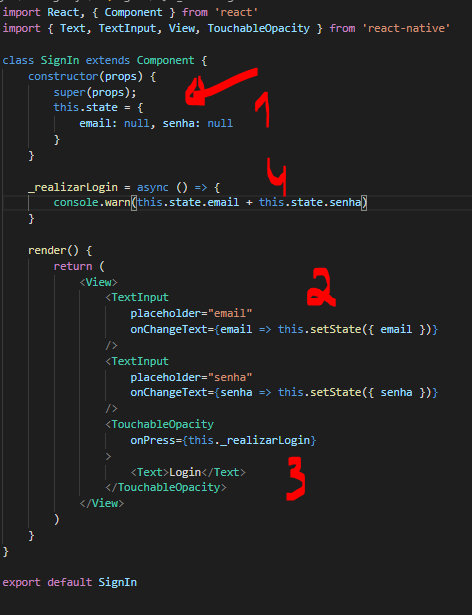 import React, { Component } from 'react'
import { Text, TextInput, View, TouchableOpacity } from 'react-native'
class SignIn extends Component {
constructor(props) {
super(props);
this.state = {
1
email: null, senha: null
}
}
4
_realizarLogin = async () => {
console.warn(this.state.email + this.state.senha)
}
render() {
return (
<View>
2
<TextInput
placeholder="email"
onChangeText={email => this.setState({ email })}
/>
<TextInput
placeholder="senha"
onChangeText={senha => this.setState({ senha })}
/>
<TouchableOpacity
onPress={this._realizarLogin}
>
3
<Text>Login</Text>
</TouchableOpacity>
</View>
)
}
}
export default SignIn